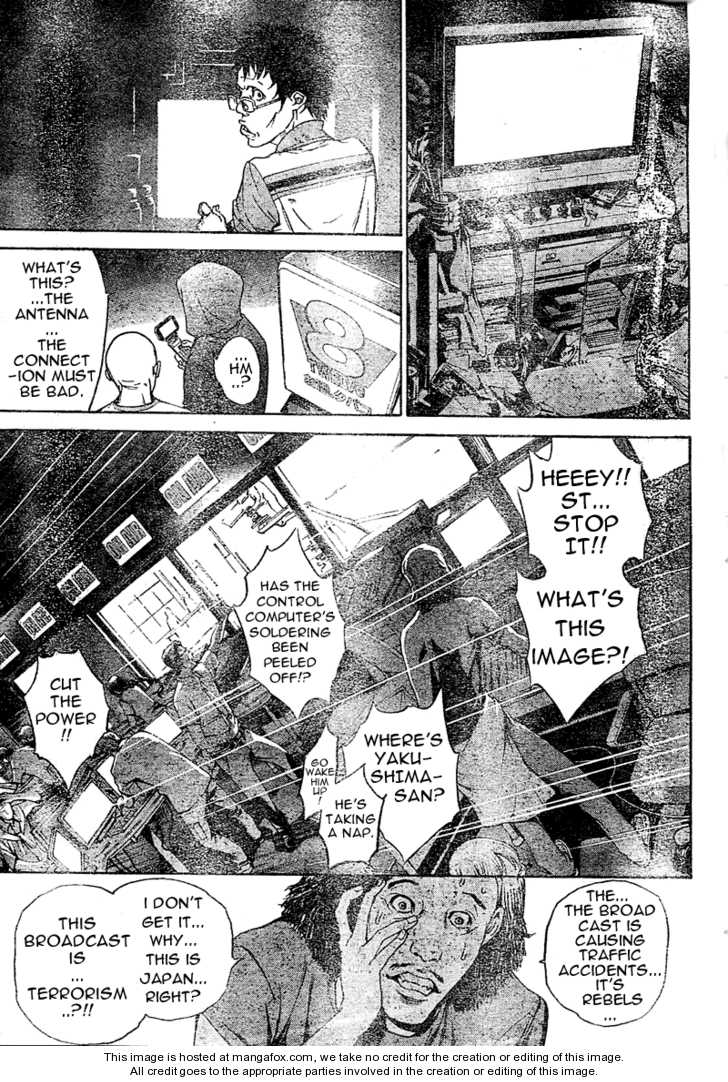 WHAT'S
THIS?
...THE
ANTENNA
...
THE
CONNECT
-ION MUST
BE BAD.
...
HM
..?
8
HEEEY!!
ST...
STOP
IT!!
WHAT'S
THIS
IMAGE?!
HAS THE
CONTROL
COMPUTER'S
SOLDERING
BEEN
PEELED
OFF!?
CUT
THE
POWER
!!
WHERE'S
YAKU-
SHIMA-
SAN?
GO
WAKE
HIM
UP
!
HE'S
TAKING
A NAP.
THE...
THE BROAD
CAST IS
CAUSING
TRAFFIC
ACCIDENTS...
IT'S
REBELS
...
I DON'T
GET IT...
WHY...
THIS IS
JAPAN...
RIGHT?
THIS
BROADCAST
IS
...
TERRORISM
..?!!
This image is hosted at mangafox.com, we take no credit for the creation or editing of this image.
All credit goes to the appropriate parties involved in the creation or editing of this image.